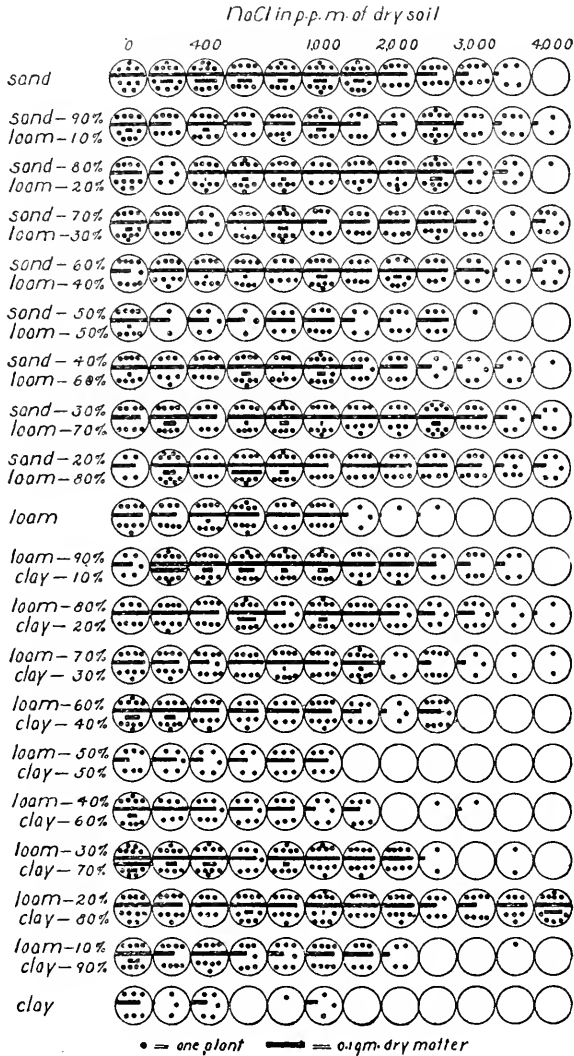 NaCl in p.p.m. of dry soil
0 400 1,000 2,000 3,000 4,000
sand
sand-90%
loam-10%
sand-80%
loam-20%
sand-70%
loam-30%
sand-60%
loam-40%
sand-50%
loam-50%
sand-40%
loam-60%
sand-30%
loam-70%
sand-20%
loam-80%
loam
loam-90%
clay-10%
loam-80%
clay-20%
loam-70%
clay-30%
loam-60%
clay-40%
loam-50%
clay-50%
loam-40%
clay-60%
loam-30%
clay-70%
loam-20%
clay-80%
loam-10%
clay-90%
clay
• = one plant = 0.1gm. dry matter